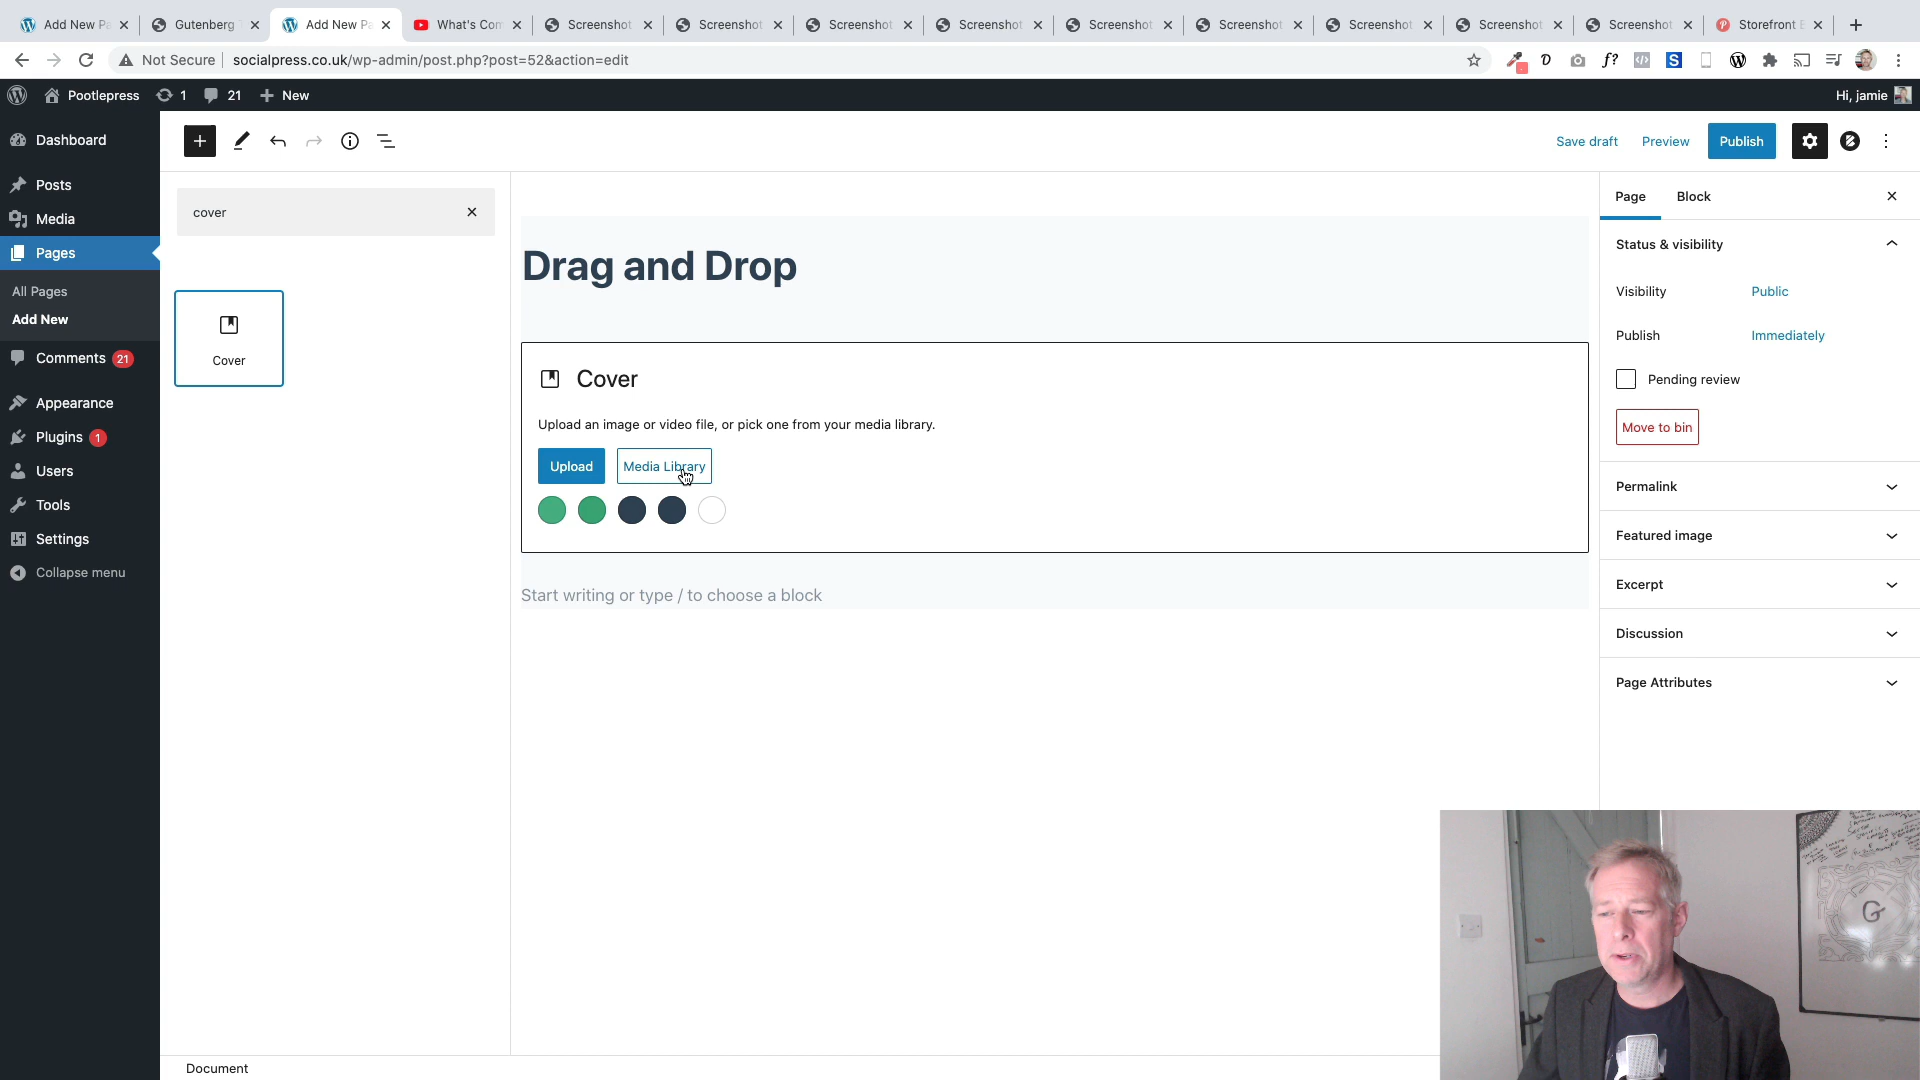 Add New Pa
Gutenberg
Add New Pa
What's Com
Screenshot
Screenshot
Screenshot
Screenshot
Screenshot
Screenshot
Screenshot
Screenshot
Screenshot
Storefront
Not Secure
socialpress.co.uk/wp-admin/post.php?post=52&action=edit
Pootlepress
1
21
New
Hi, jamie
Dashboard
Posts
Media
Pages
All Pages
Add New
Comments 21
Appearance
Plugins 1
Users
Tools
Settings
Collapse menu
Save draft
Preview
Publish
cover
Cover
Drag and Drop
Cover
Upload an image or video file, or pick one from your media library.
Upload
Media Library
Start writing or type / to choose a block
Page
Block
Status & visibility
Visibility
Public
Publish
Immediately
Pending review
Move to bin
Permalink
Featured image
Excerpt
Discussion
Page Attributes
G
Document